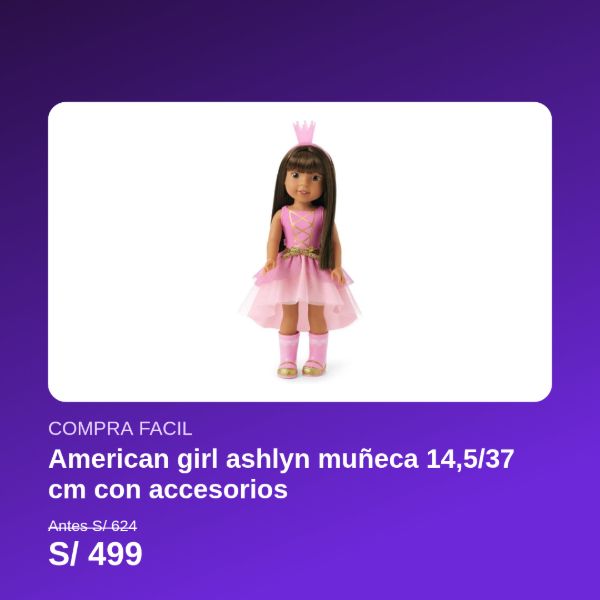 COMPRA FACIL
American girl ashlyn muñeca 14,5/37
cm con accesorios
Antes S/ 624
S/ 499